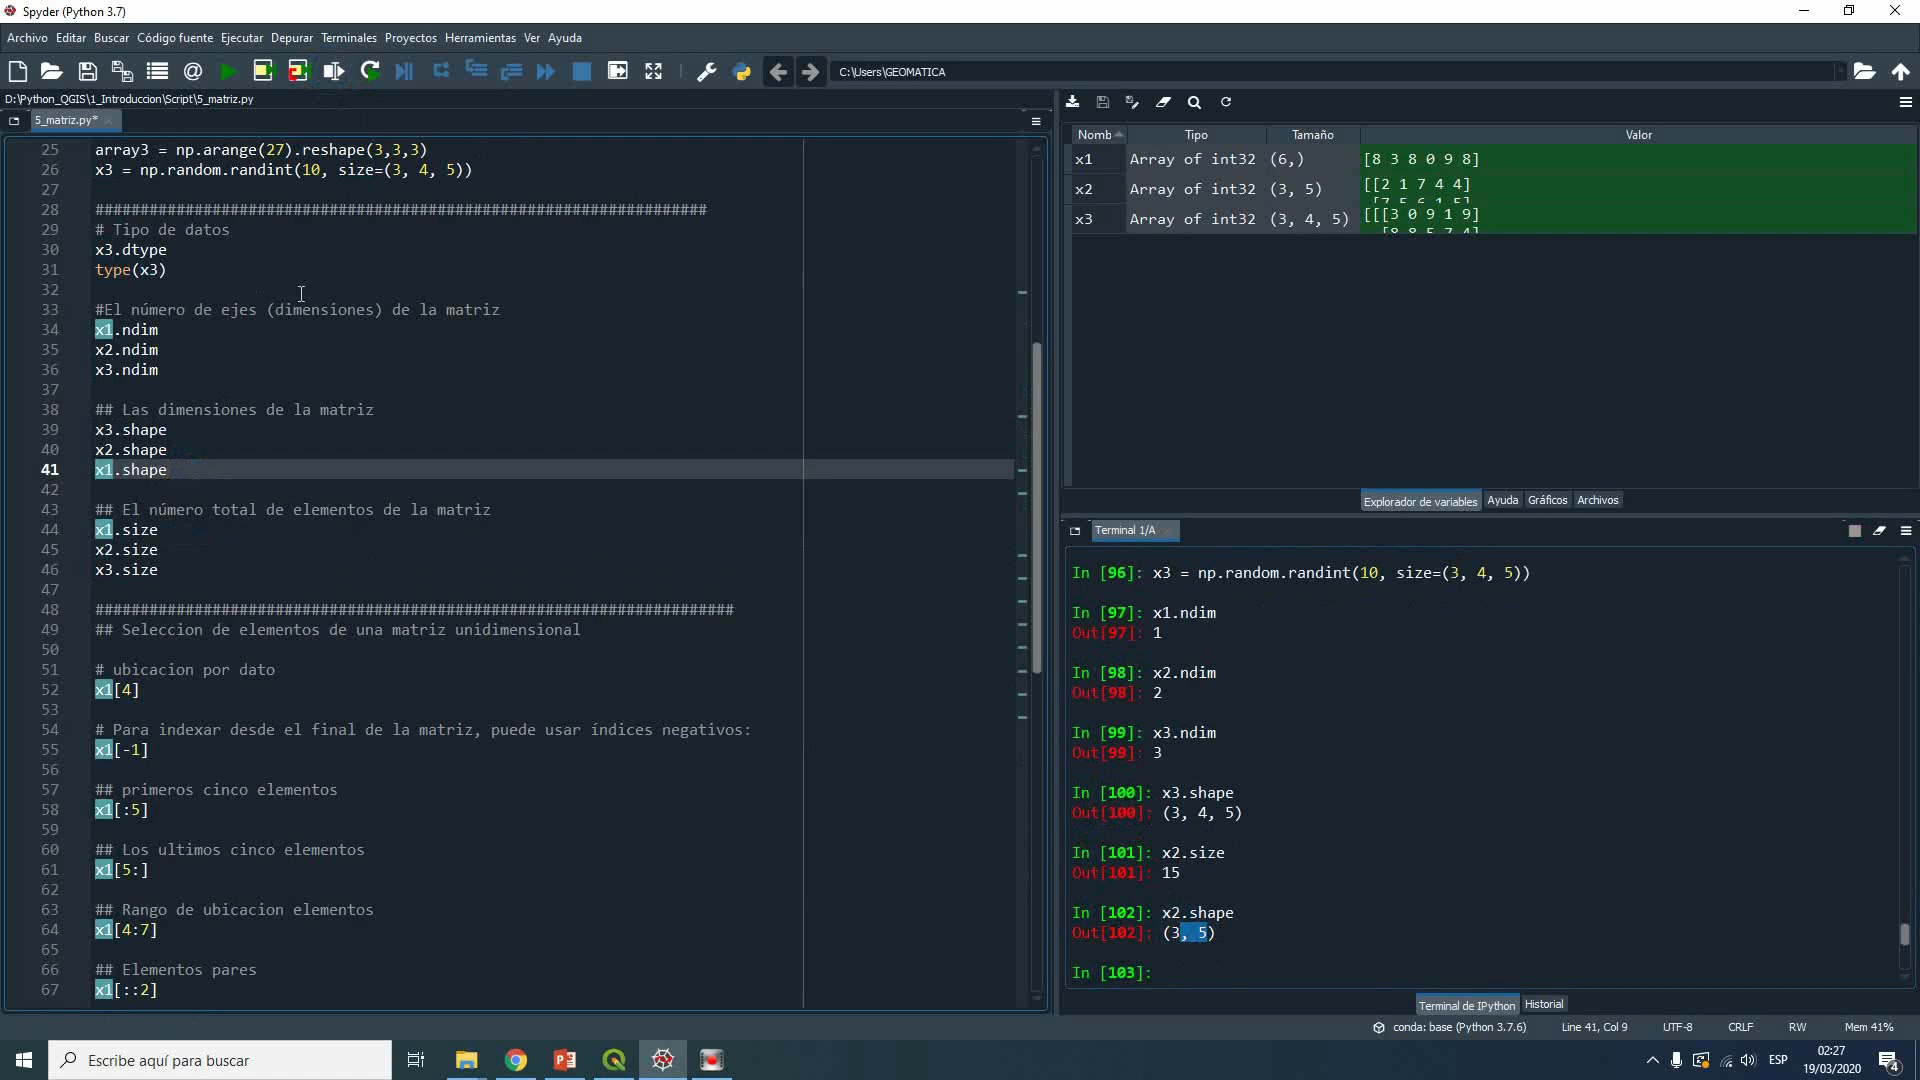 Spyder (Python 3.7)
Archivo Editar Buscar Código fuente Ejecutar Depurar Terminales Proyectos Herramientas Ver Ayuda
C:\Users\GEOMATICA
D:\Python_QGIS\1_Introduccion\Script\5_matriz.py
5_matriz.py*
25 array3 = np.arange(27).reshape(3,3,3)
26 x3 = np.random.randint(10, size=(3, 4, 5))
27
28 ####################################################################
29 # Tipo de datos
30 x3.dtype
31 type(x3)
32
33 #El número de ejes (dimensiones) de la matriz
34 x1.ndim
35 x2.ndim
36 x3.ndim
37
38 ## Las dimensiones de la matriz
39 x3.shape
40 x2.shape
41 x1.shape
42
43 ## El número total de elementos de la matriz
44 x1.size
45 x2.size
46 x3.size
47
48 #######################################################################
49 ## Seleccion de elementos de una matriz unidimensional
50
51 # ubicacion por dato
52 x1[4]
53
54 # Para indexar desde el final de la matriz, puede usar índices negativos:
55 x1[-1]
56
57 ## primeros cinco elementos
58 x1[:5]
59
60 ## Los ultimos cinco elementos
61 x1[5:]
62
63 ## Rango de ubicacion elementos
64 x1[4:7]
65
66 ## Elementos pares
67 x1[::2]
Nomb Tipo Tamaño Valor
x1 Array of int32 (6,) [8 3 8 0 9 8]
x2 Array of int32 (3, 5) [[2 1 7 4 4]
[7 5 6 1 5]
x3 Array of int32 (3, 4, 5) [[[3 0 9 1 9]
[8 8 5 7 4]
Explorador de variables Ayuda Gráficos Archivos
Terminal 1/A
In [96]: x3 = np.random.randint(10, size=(3, 4, 5))
In [97]: x1.ndim
Out[97]: 1
In [98]: x2.ndim
Out[98]: 2
In [99]: x3.ndim
Out[99]: 3
In [100]: x3.shape
Out[100]: (3, 4, 5)
In [101]: x2.size
Out[101]: 15
In [102]: x2.shape
Out[102]: (3, 5)
In [103]:
Terminal de IPython Historial
conda: base (Python 3.7.6) Line 41, Col 9 UTF-8 CRLF RW Mem 41%
Escribe aquí para buscar
ESP
02:27
19/03/2020
4